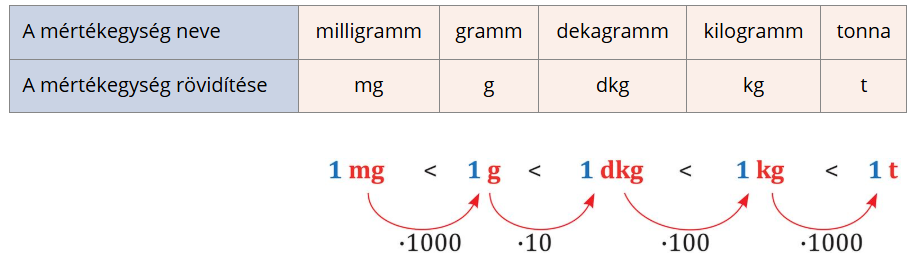 A mértékegység neve milligramm gramm dekagramm kilogramm tonna
A mértékegység rövidítése mg g dkg kg t
1 mg < 1 g < 1 dkg < 1 kg < 1 t
·1000 ·10 ·100 ·1000